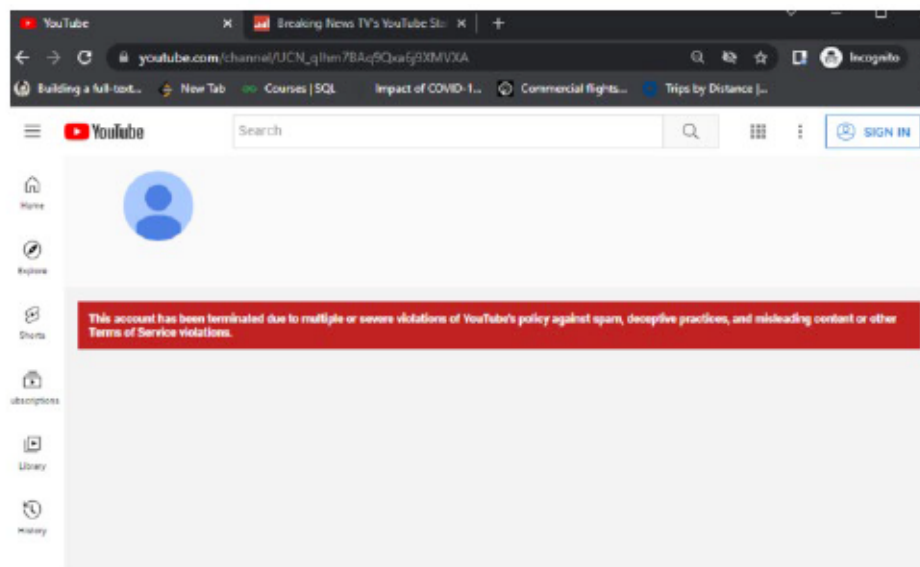 YouTube
Breaking News TV's YouTube Sta
youtube.com/channel/
Incognito
Building a full-text...
New Tab
Courses | SQL
Impact of COVID-1...
Commercial flights...
Trips by Distance |...
YouTube
Search
SIGN IN
Home
Explore
Shorts
ubscriptions
Library
History
This account has been terminated due to multiple or severe violations of YouTube's policy against spam, deceptive practices, and misleading content or other
Terms of Service violations.